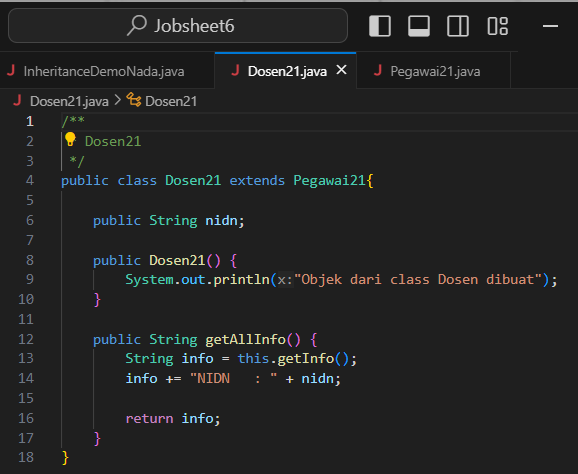 Jobsheet6
InheritanceDemoNada.java
Dosen21.java
Pegawai21.java
Dosen21.java > Dosen21
1 /**
2 Dosen21
3 */
4 public class Dosen21 extends Pegawai21{
5
6 public String nidn;
7
8 public Dosen21() {
9 System.out.println(x:"Objek dari class Dosen dibuat");
10 }
11
12 public String getAllInfo() {
13 String info = this.getInfo();
14 info += "NIDN   : " + nidn;
15
16 return info;
17 }
18 }